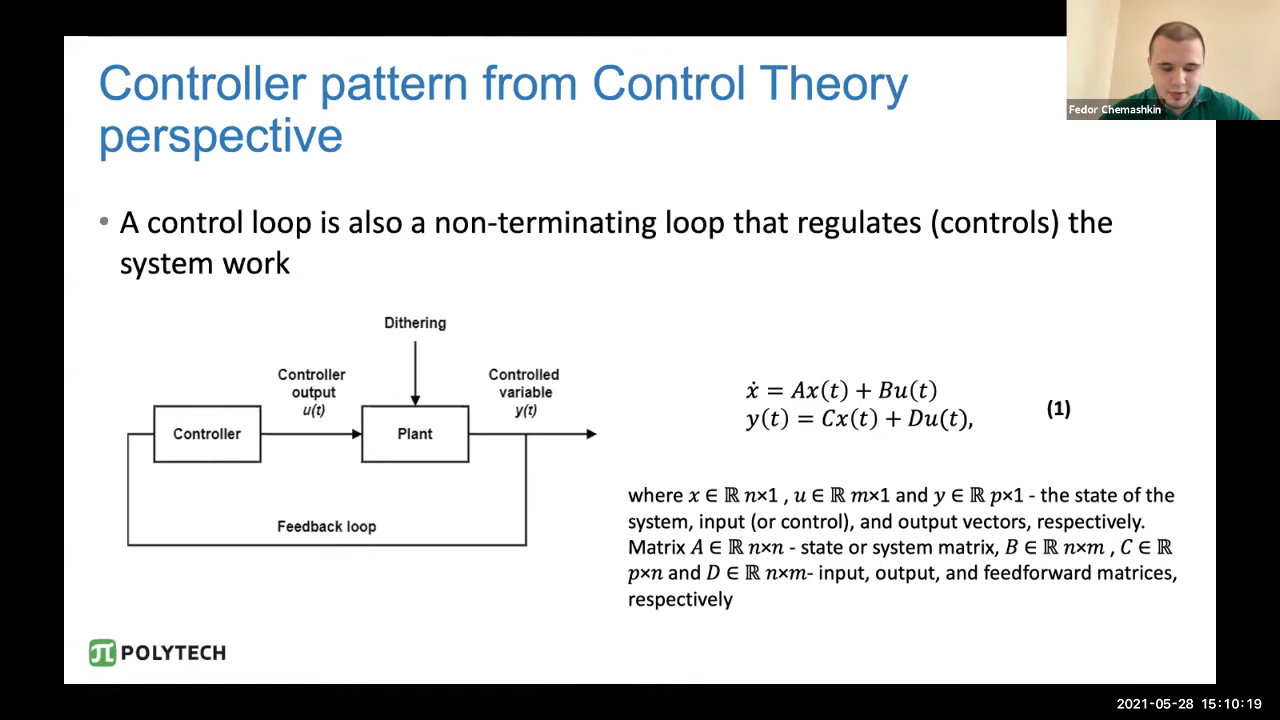 Controller pattern from Control Theory
perspective
Fedor Chemashkin
• A control loop is also a non-terminating loop that regulates (controls) the
system work
Dithering
Controller
output
u(t)
Controlled
variable
y(t)
Controller
Plant
Feedback loop
ẋ = Ax(t) + Bu(t)
y(t) = Cx(t) + Du(t),
(1)
where x ∈ ℝ n×1 , u ∈ ℝ m×1 and y ∈ ℝ p×1 - the state of the
system, input (or control), and output vectors, respectively.
Matrix A ∈ ℝ n×n - state or system matrix, B ∈ ℝ n×m , C ∈ ℝ
p×n and D ∈ ℝ n×m- input, output, and feedforward matrices,
respectively
POLYTECH
2021-05-28 15:10:19